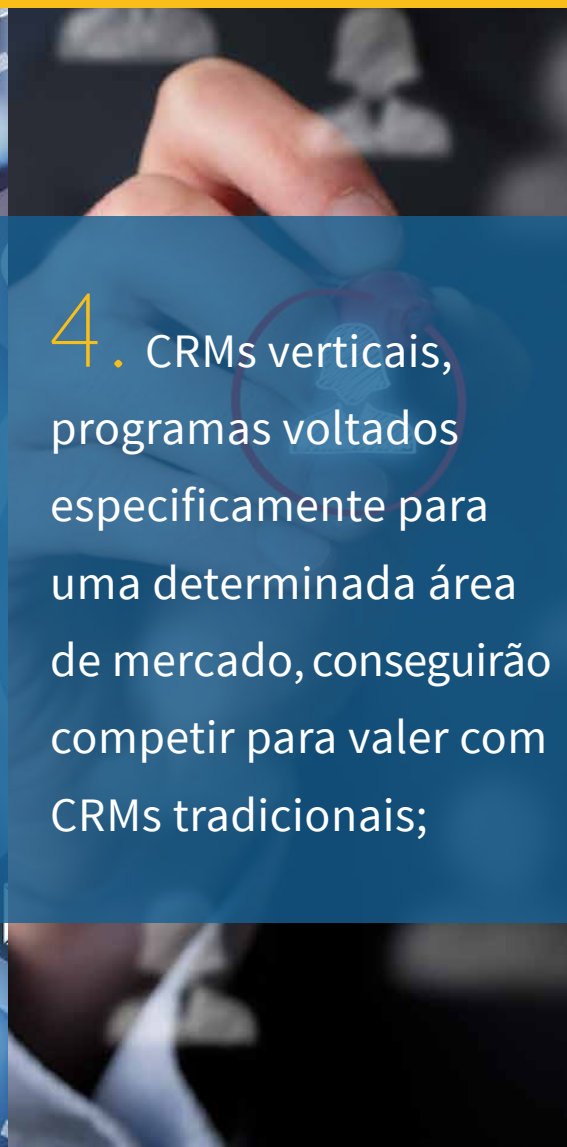 4. CRMs verticais,
programas voltados
especificamente para
uma determinada área
de mercado, conseguirão
competir para valer com
CRMs tradicionais;